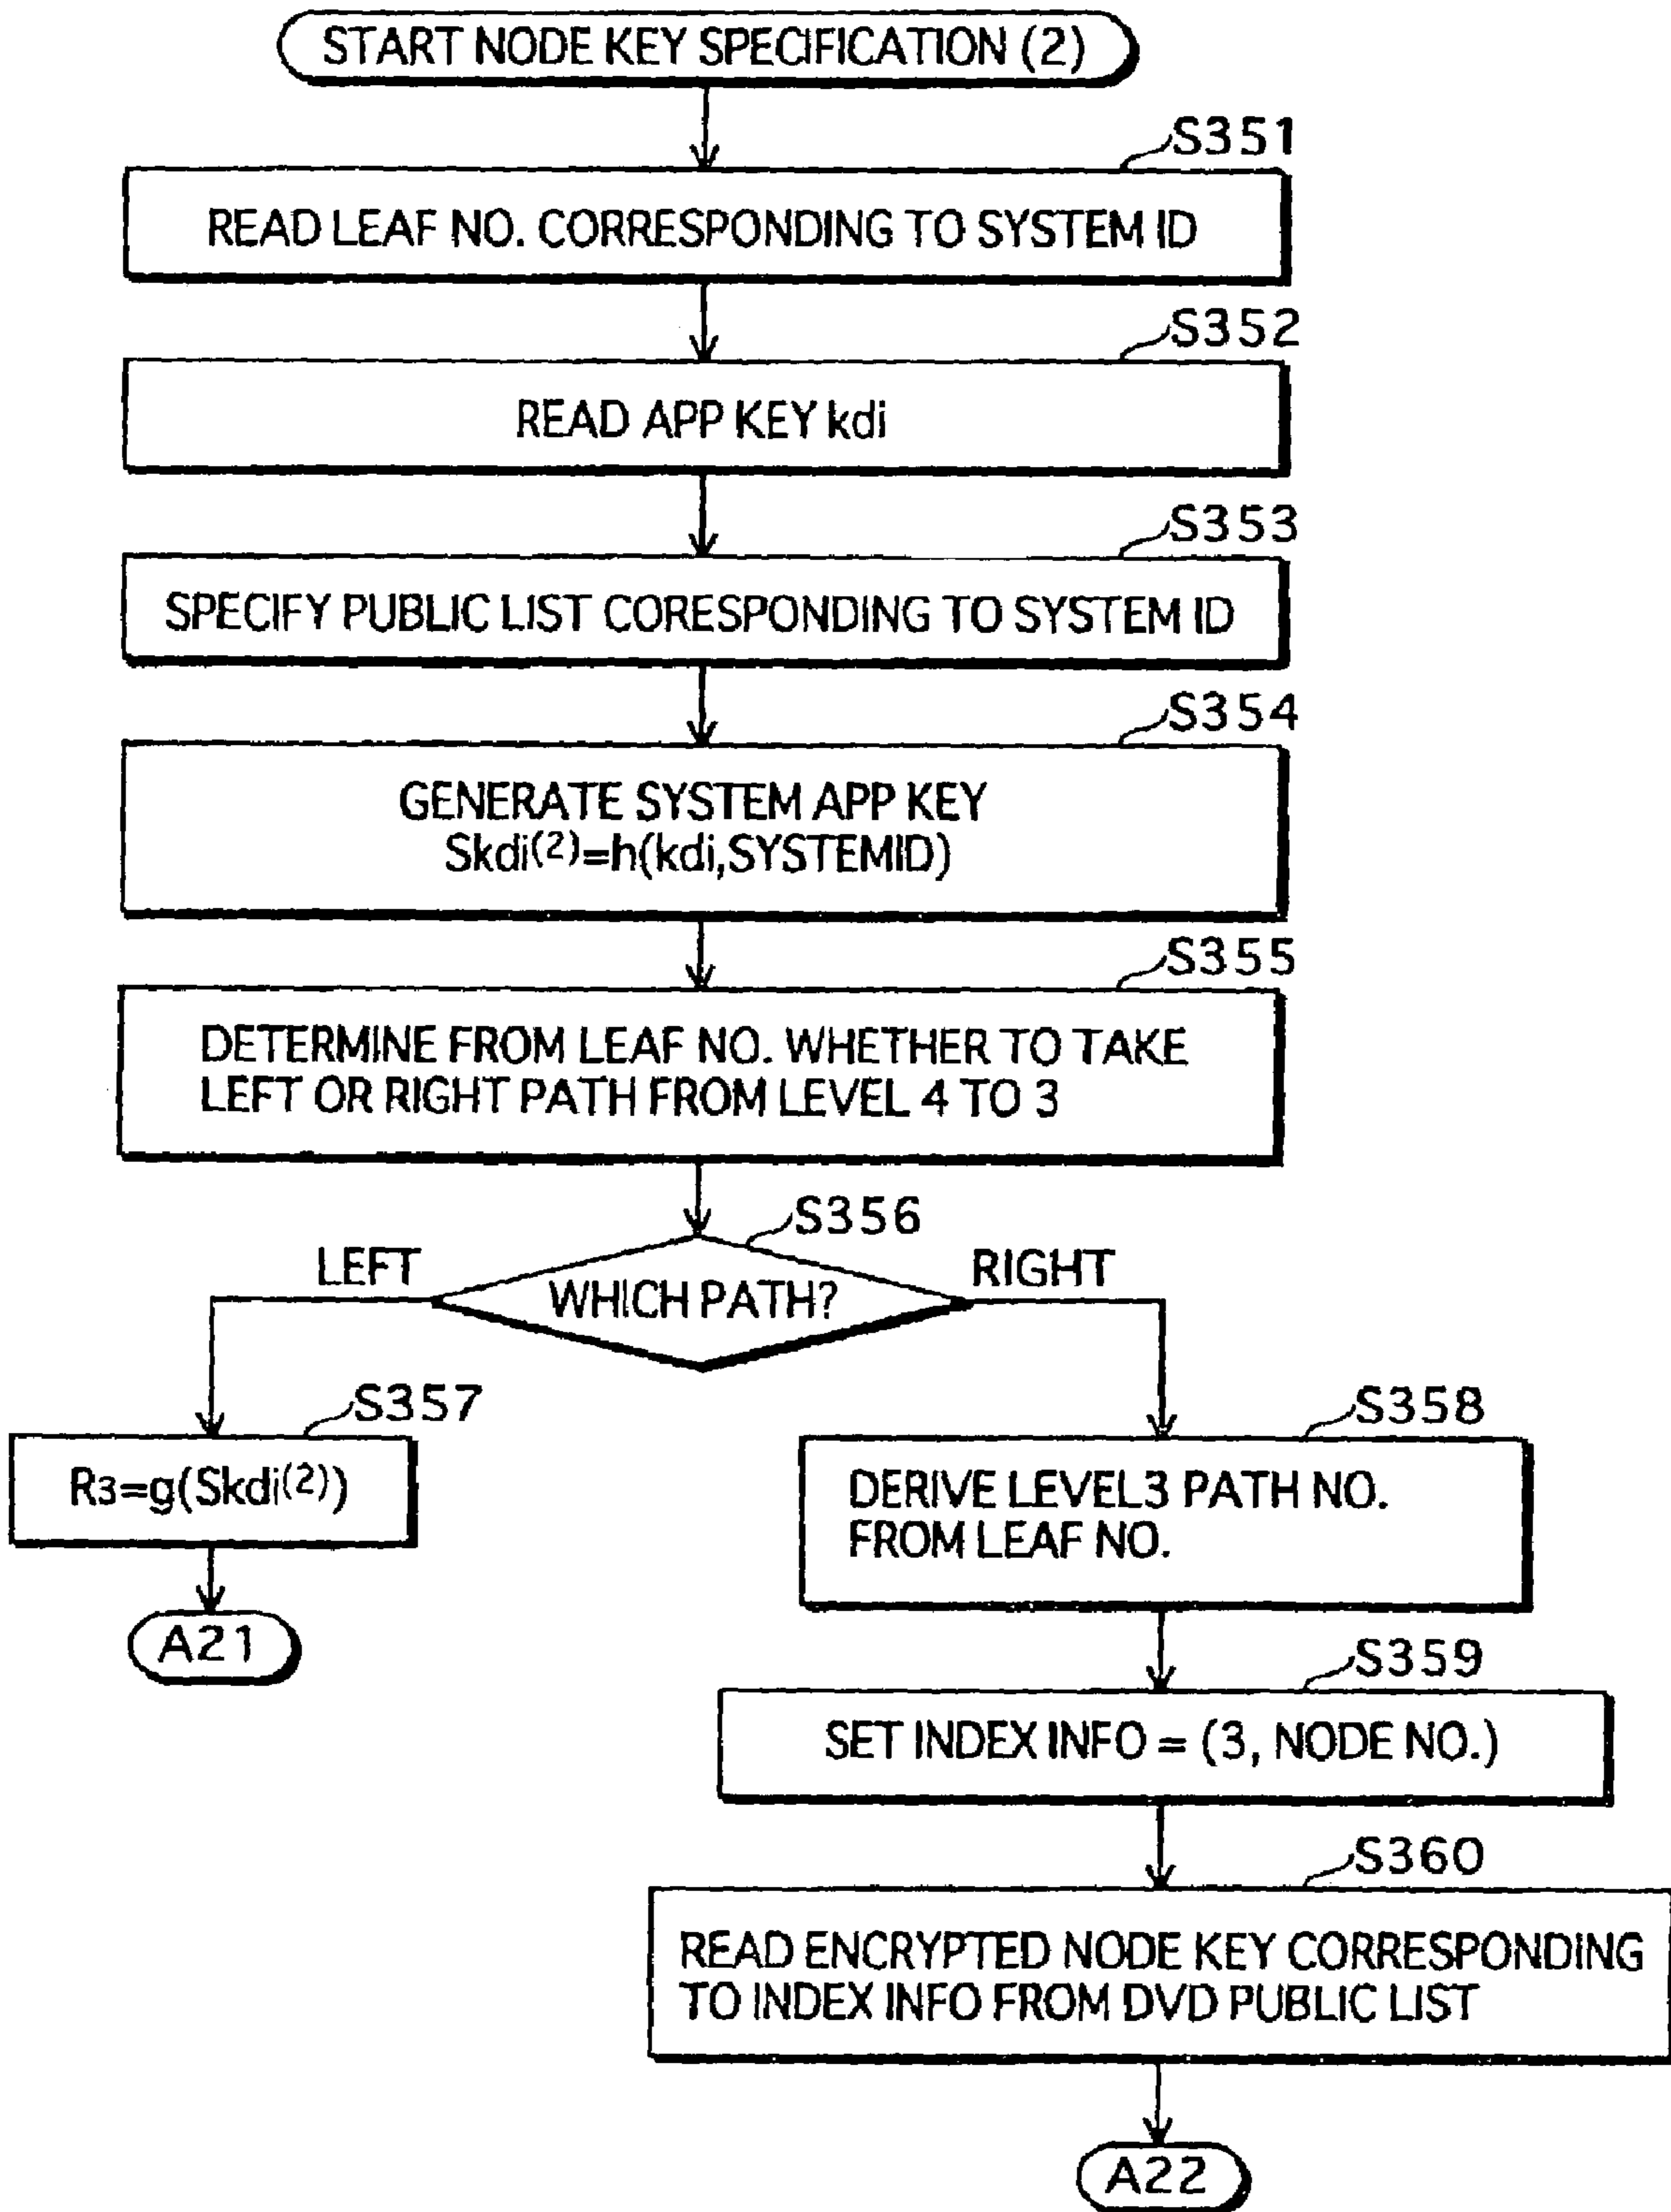 START NODE KEY SPECIFICATION (2)
S351
READ LEAF NO. CORRESPONDING TO SYSTEM ID
S352
READ APP KEY kdi
S353
SPECIFY PUBLIC LIST CORESPONDING TO SYSTEM ID
S354
GENERATE SYSTEM APP KEY
Skdi(2)=h(kdi,SYSTEMID)
S355
DETERMINE FROM LEAF NO. WHETHER TO TAKE
LEFT OR RIGHT PATH FROM LEVEL 4 TO 3
S356
LEFT
WHICH PATH?
RIGHT
S357
R3=g(Skdi(2))
A21
S358
DERIVE LEVEL3 PATH NO.
FROM LEAF NO.
S359
SET INDEX INFO = (3, NODE NO.)
S360
READ ENCRYPTED NODE KEY CORRESPONDING
TO INDEX INFO FROM DVD PUBLIC LIST
A22